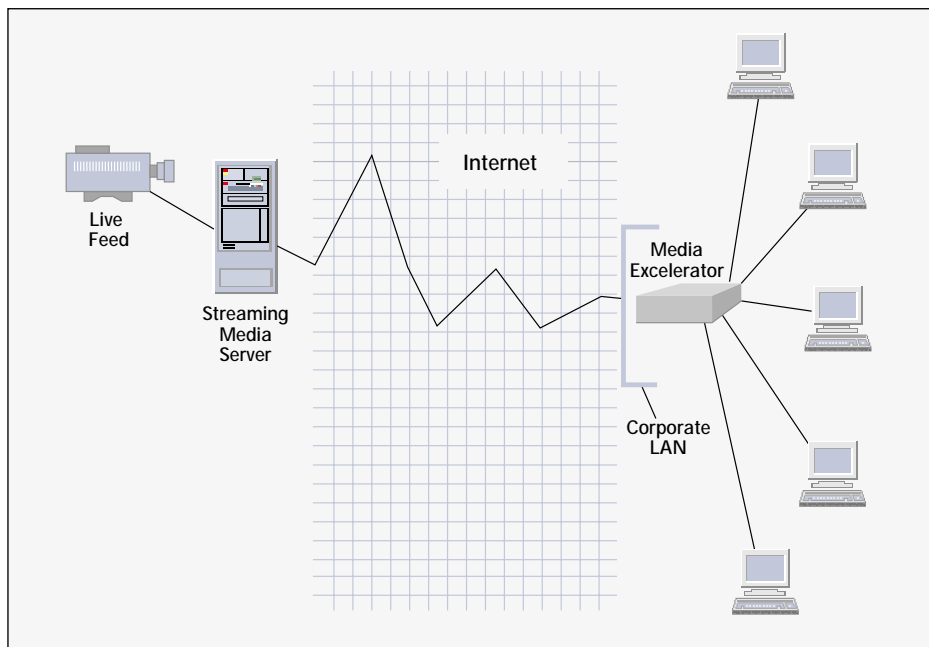 Live
Feed
Streaming
Media
Server
Internet
Media
Excelerator
Corporate
LAN